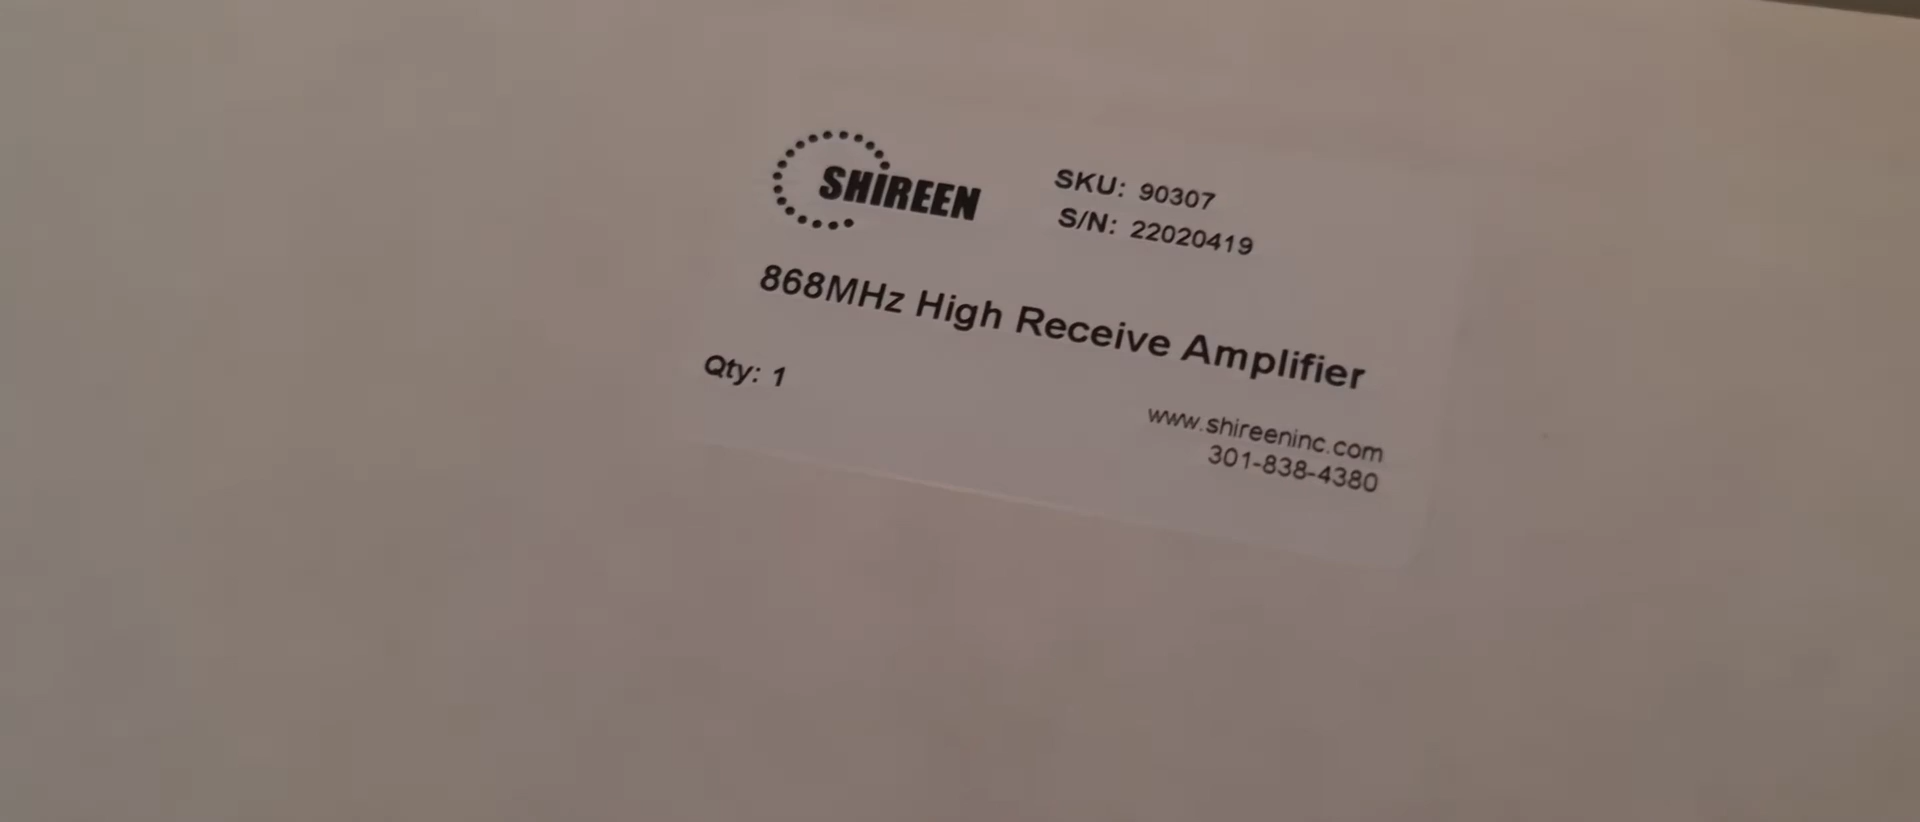 SHIREEN
SKU: 90307
S/N: 22020419
868MHz High Receive Amplifier
Qty: 1
www.shireeninc.com
301-838-4380